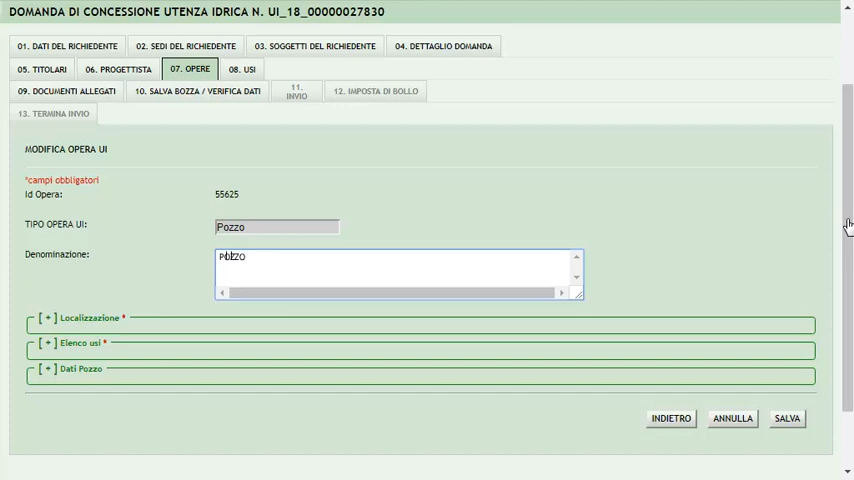 DOMANDA DI CONCESSIONE UTENZA IDRICA N. UI_18_00000027830
01. DATI DEL RICHIEDENTE 02. SEDI DEL RICHIEDENTE 03. SOGGETTI DEL RICHIEDENTE 04. DETTAGLIO DOMANDA
05. TITOLARI 06. PROGETTISTA 07. OPERE 08. USI
09. DOCUMENTI ALLEGATI 10. SALVA BOZZA / VERIFICA DATI 11. INVIO 12. IMPOSTA DI BOLLO
13. TERMINA INVIO
MODIFICA OPERA UI
*campi obbligatori
Id Opera: 55625
TIPO OPERA UI: Pozzo
Denominazione: POZZO
[ + ] Localizzazione *
[ + ] Elenco usi *
[ + ] Dati Pozzo
INDIETRO ANNULLA SALVA